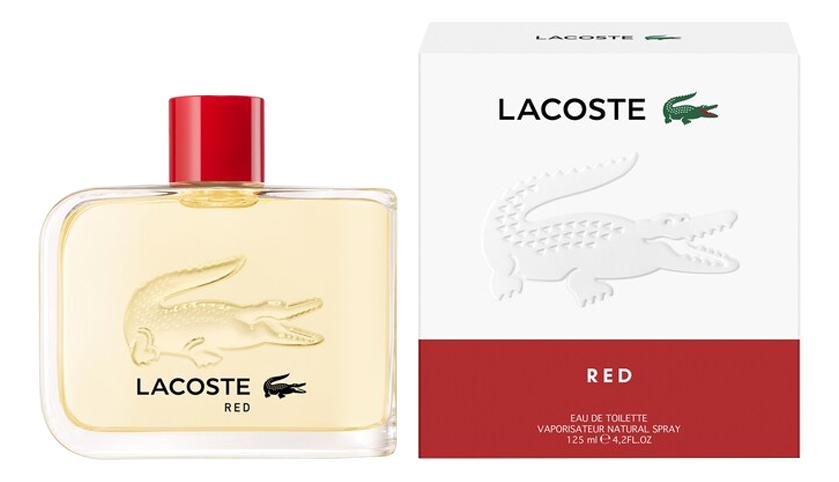 LACOSTE
RED
LACOSTE
LACOSTE
RED
EAU DE TOILETTE
VAPORISATEUR NATURAL SPRAY
125 ml ℮ 4,2FL.OZ